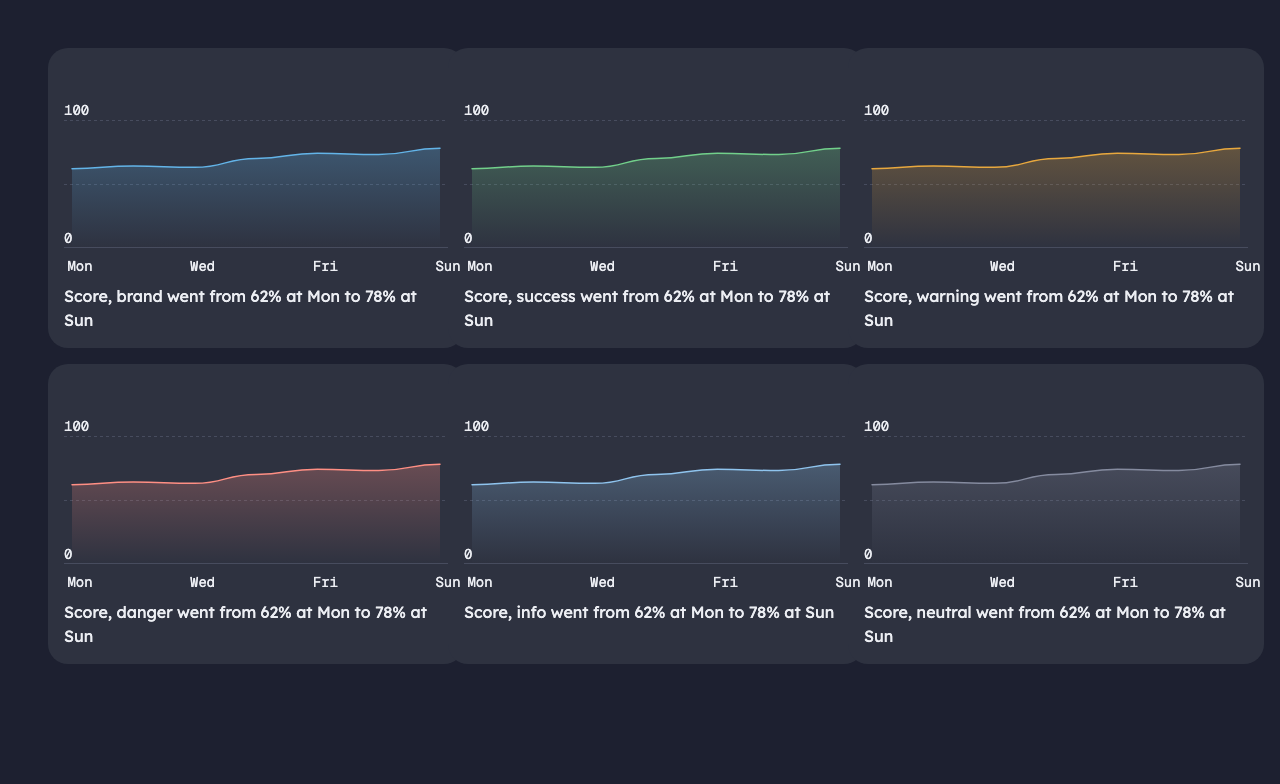 100
0
Mon Wed Fri Sun
Score, brand went from 62% at Mon to 78% at
Sun
100
0
Mon Wed Fri Sun
Score, success went from 62% at Mon to 78% at
Sun
100
0
Mon Wed Fri Sun
Score, warning went from 62% at Mon to 78% at
Sun
100
0
Mon Wed Fri Sun
Score, danger went from 62% at Mon to 78% at
Sun
100
0
Mon Wed Fri Sun
Score, info went from 62% at Mon to 78% at Sun
100
0
Mon Wed Fri Sun
Score, neutral went from 62% at Mon to 78% at
Sun